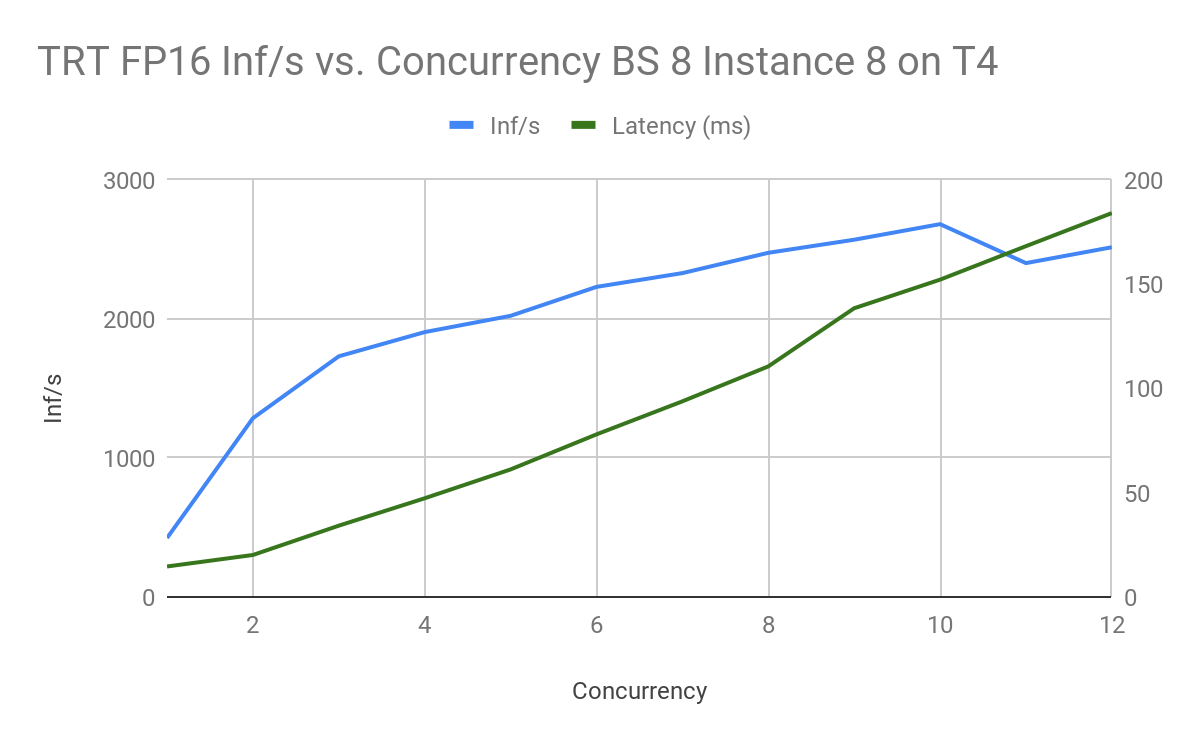 TRT FP16 Inf/s vs. Concurrency BS 8 Instance 8 on T4
Inf/s Latency (ms)
3000 200
150
2000
100
1000
50
0 0
Inf/s
2 4 6 8 10 12
Concurrency